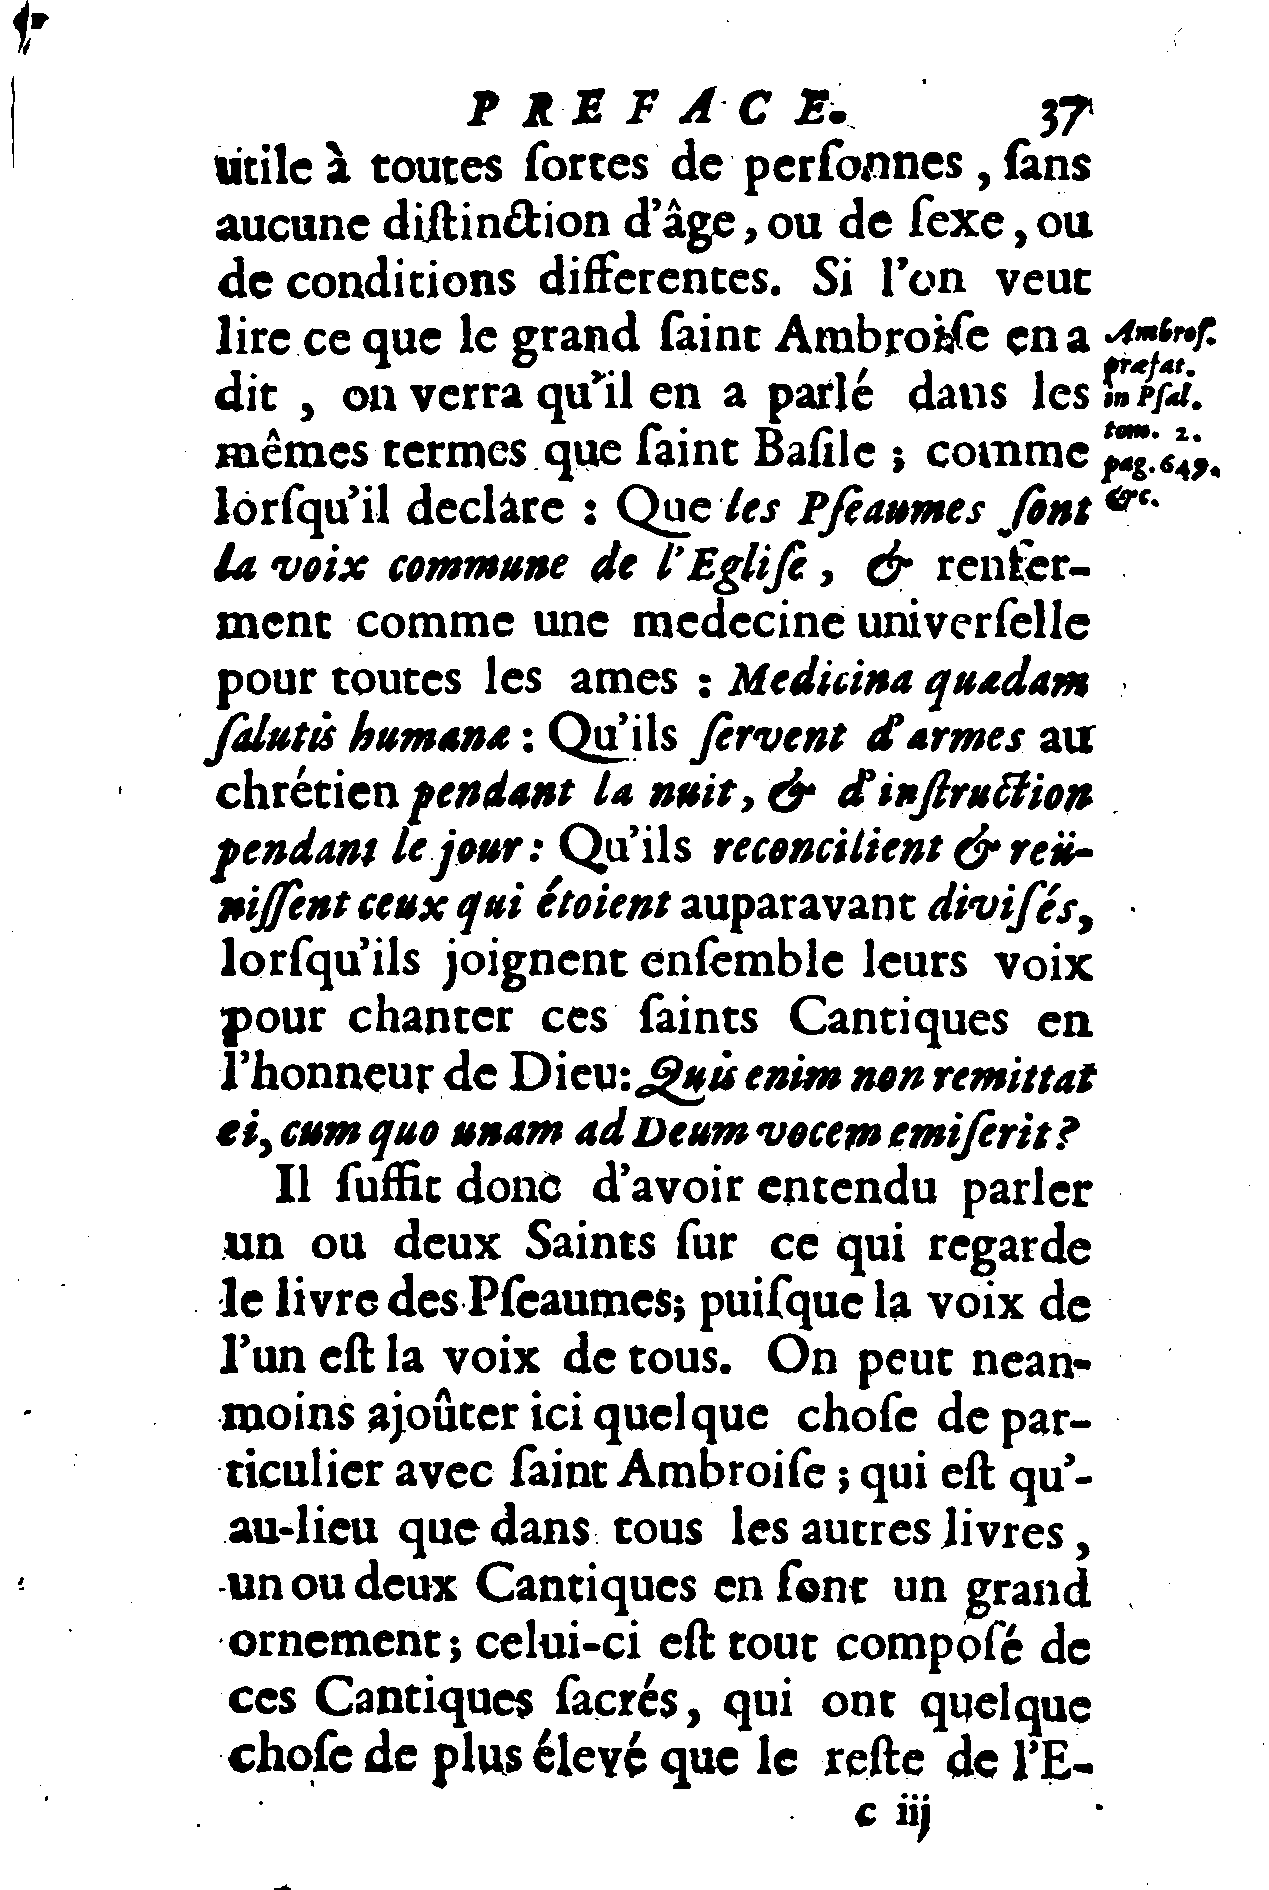 PREFACE. 37
utile à toutes ſortes de perſonnes, ſans
aucune diſtinction d'âge, ou de ſexe, ou
de conditions differentes. Si l'on veut
lire ce que le grand ſaint Ambroiſe en a
dit, on verra qu'il en a parlé dans les
mêmes termes que ſaint Baſile; comme
lorſqu'il declare : Que les Pſeaumes ſont
la voix commune de l'Egliſe, & renfer-
ment comme une medecine univerſelle
pour toutes les ames : Medicina quædam
ſalutis humanæ : Qu'ils ſervent d'armes au
chrétien pendant la nuit, & d'inſtruction
pendant le jour : Qu'ils reconcilient & reü-
niſſent ceux qui étoient auparavant diviſés,
lorſqu'ils joignent enſemble leurs voix
pour chanter ces ſaints Cantiques en
l'honneur de Dieu: Quis enim non remittat
ei, cum quo unam ad Deum vocem emiſerit?
Il ſuffit donc d'avoir entendu parler
un ou deux Saints ſur ce qui regarde
le livre des Pſeaumes; puiſque la voix de
l'un eſt la voix de tous. On peut nean-
moins ajoûter ici quelque choſe de par-
ticulier avec ſaint Ambroiſe; qui eſt qu'-
au-lieu que dans tous les autres livres,
un ou deux Cantiques en ſont un grand
ornement; celui-ci eſt tout compoſé de
ces Cantiques ſacrés, qui ont quelque
choſe de plus élevé que le reſte de l'E-
c iij
Ambroſ.
præfat.
in Pſal.
tom. 2.
pag. 649.
&c.